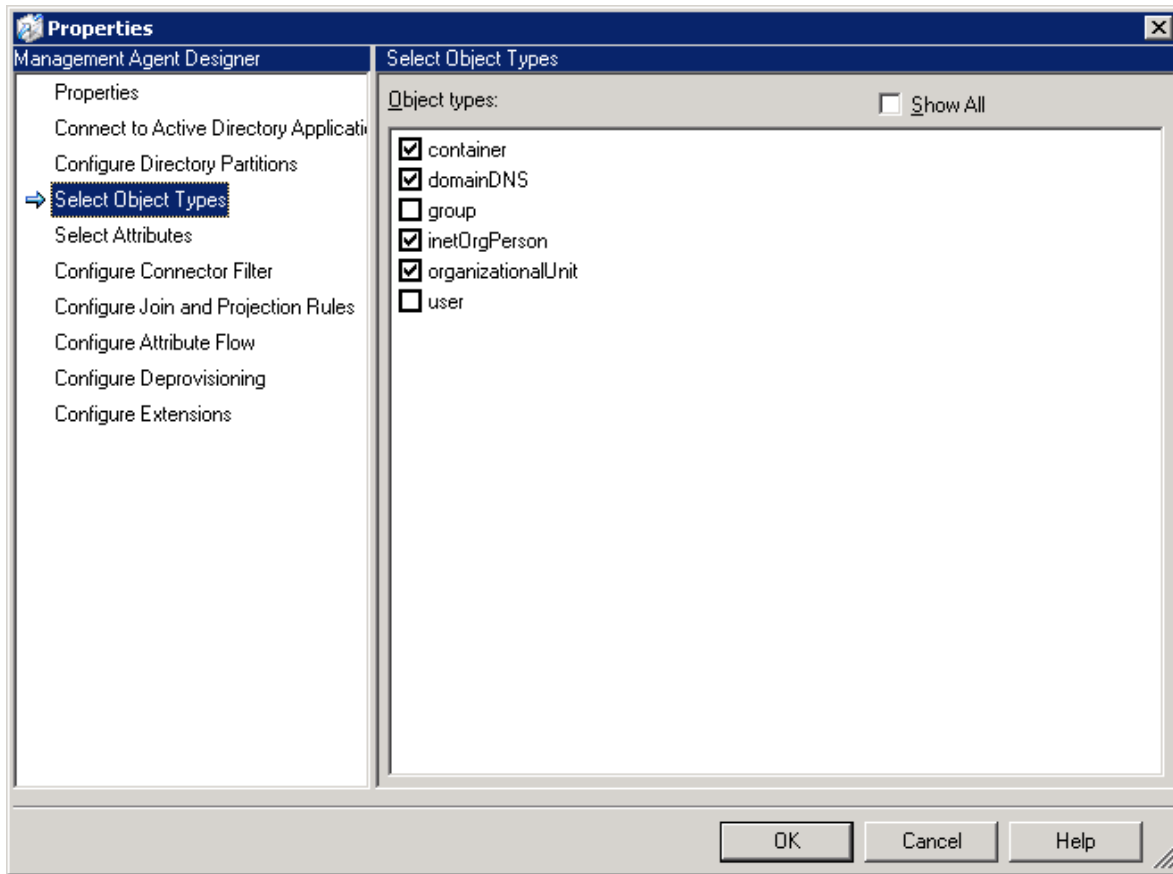 Properties
Management Agent Designer
Properties
Connect to Active Directory Applicati
Configure Directory Partitions
Select Object Types
Select Attributes
Configure Connector Filter
Configure Join and Projection Rules
Configure Attribute Flow
Configure Deprovisioning
Configure Extensions
Select Object Types
Object types:
Show All
container
domainDNS
group
inetOrgPerson
organizationalUnit
user
OK
Cancel
Help